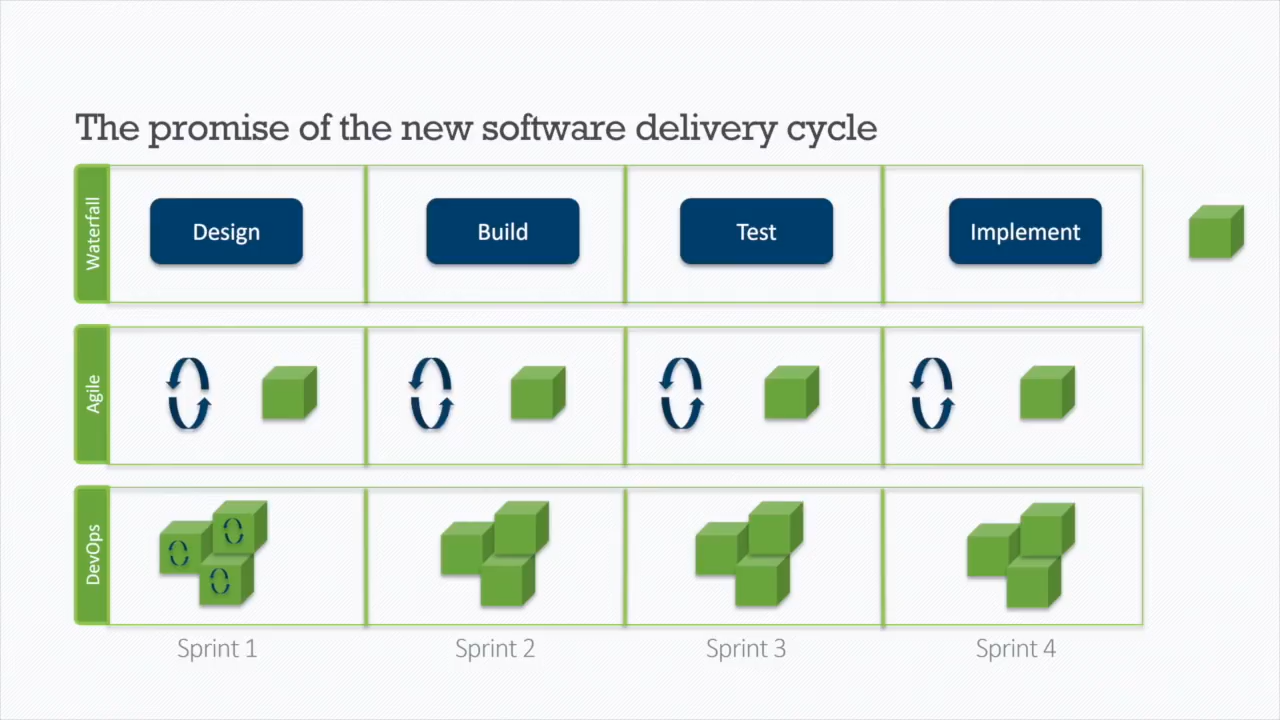 The promise of the new software delivery cycle
Waterfall
Design
Build
Test
Implement
Agile
DevOps
Sprint 1
Sprint 2
Sprint 3
Sprint 4